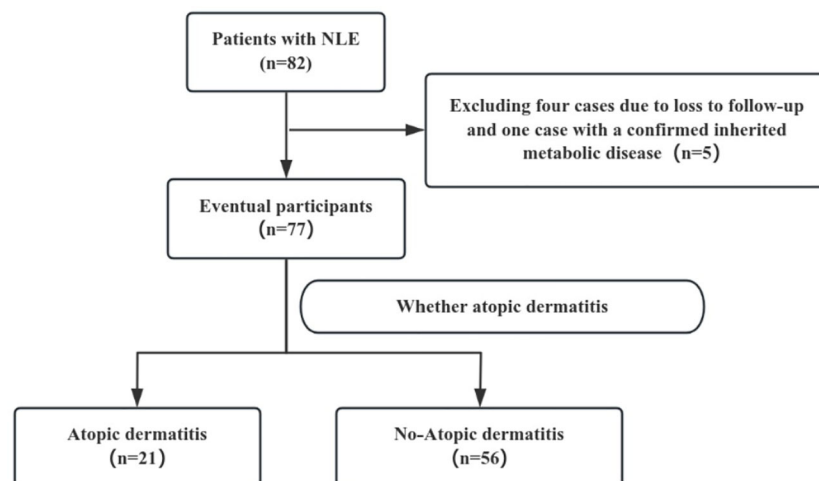 Patients with NLE
(n=82)
Excluding four cases due to loss to follow-up
and one case with a confirmed inherited
metabolic disease（n=5）
Eventual participants
（n=77）
Whether atopic dermatitis
Atopic dermatitis
（n=21）
No-Atopic dermatitis
（n=56）